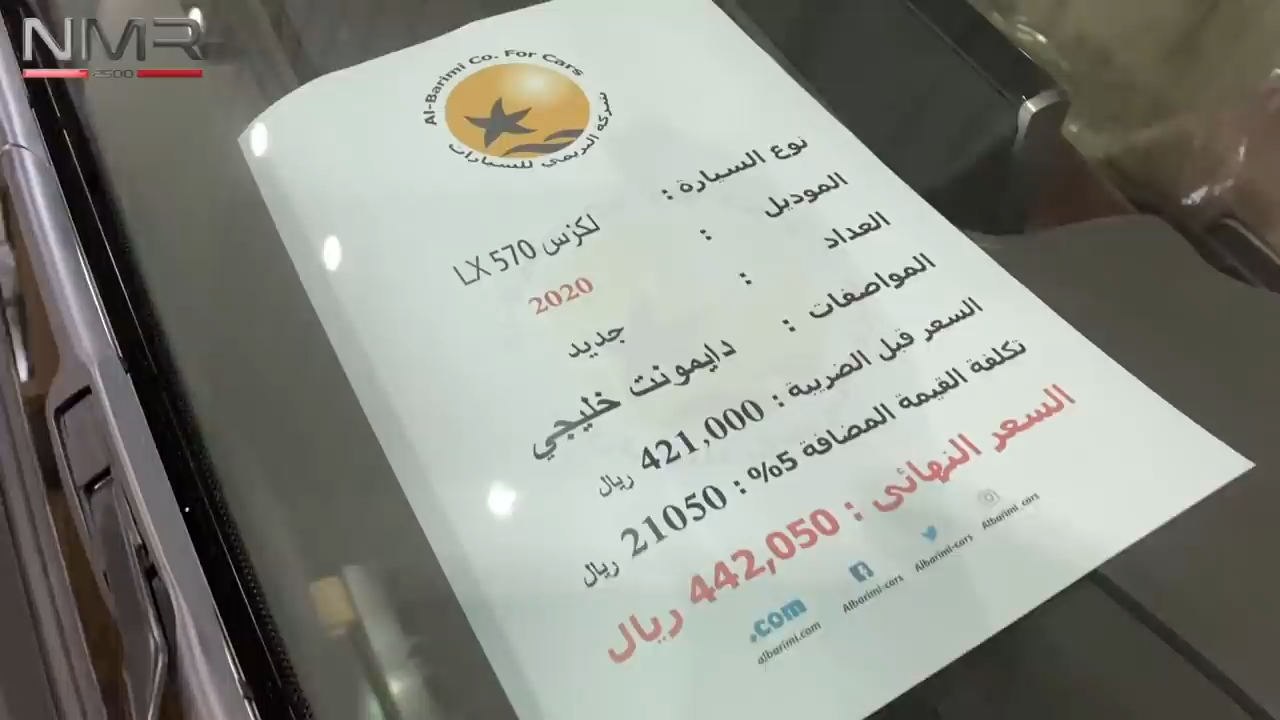 NMR
2500
Al-Barimi Co. For Cars
شركة البريمي للسيارات
نوع السيارة : لكزس LX 570
الموديل : 2020
العداد : جديد
المواصفات : دايمونت خليجي
السعر قبل الضريبة : 421,000 ريال
تكلفة القيمة المضافة 5% : 21050 ريال
السعر النهائى : 442,050 ريال
.com
albarimi.com
Albarimi-cars
Albarimi-cars
Albarimi_cars